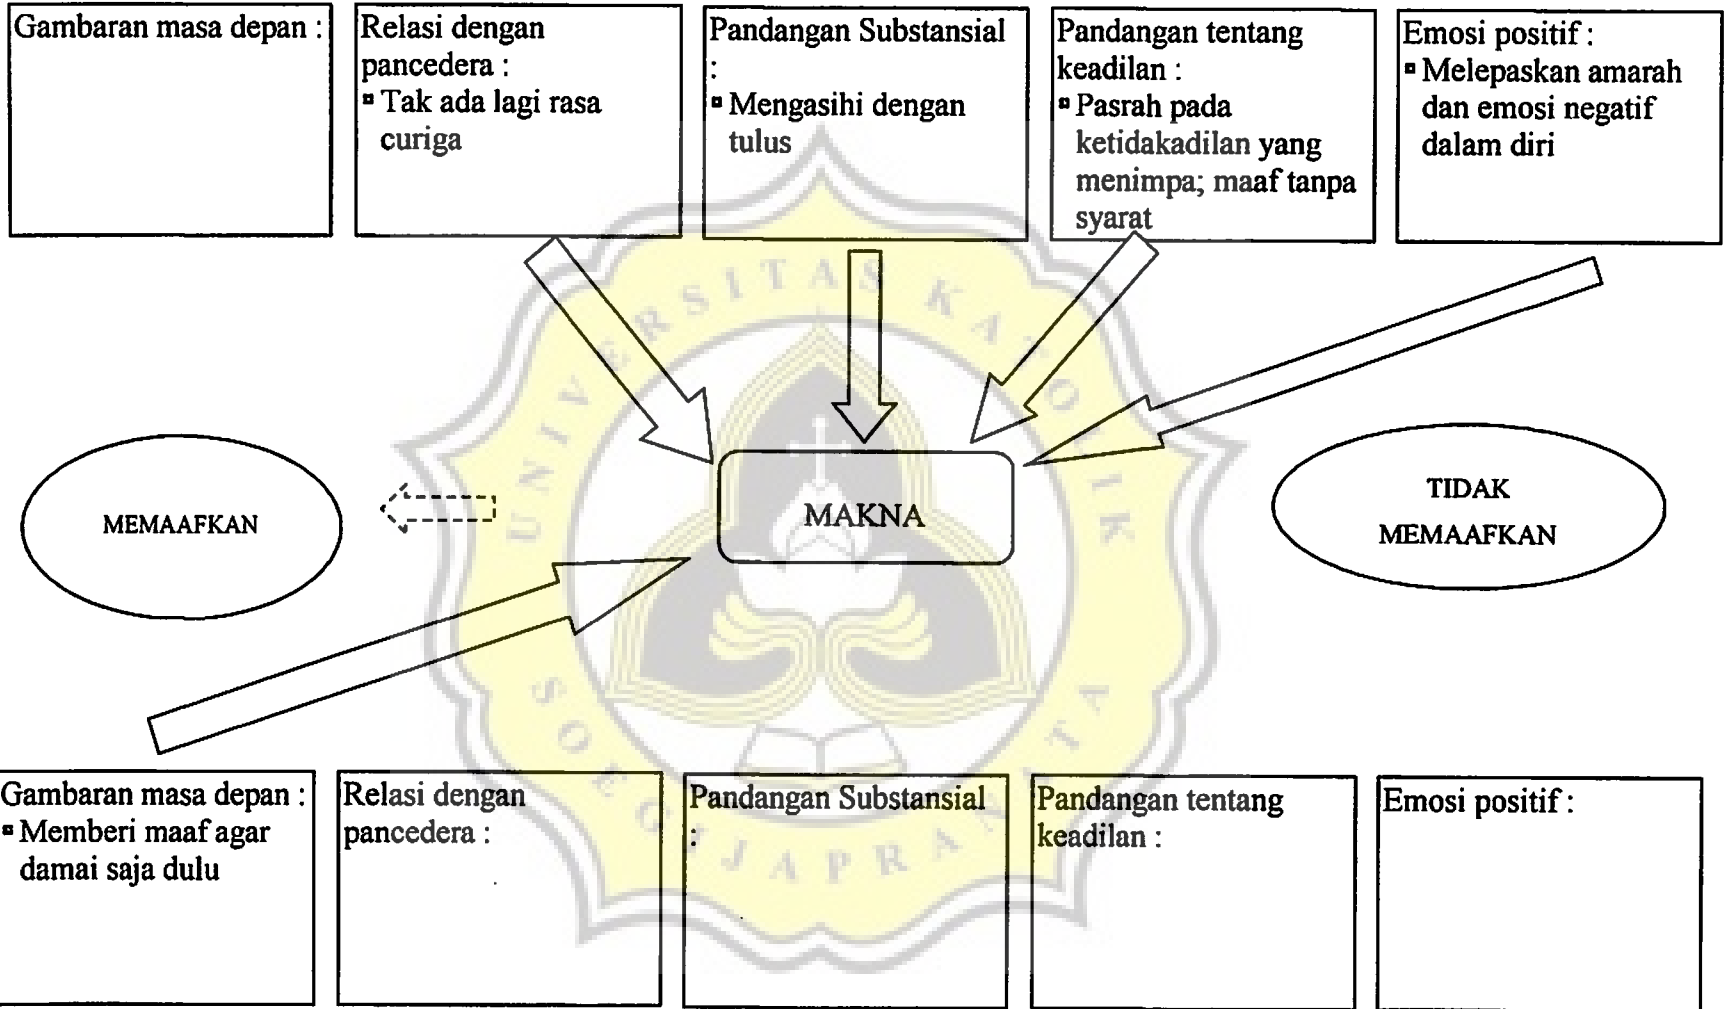 Gambaran masa depan :
Relasi dengan
pancedera :
▫ Tak ada lagi rasa
curiga
Pandangan Substansial
:
▫ Mengasihi dengan
tulus
Pandangan tentang
keadilan :
▫ Pasrah pada
ketidakadilan yang
menimpa; maaf tanpa
syarat
Emosi positif :
▫ Melepaskan amarah
dan emosi negatif
dalam diri
UNIVERSITAS KATOLIK
MEMAAFKAN
MAKNA
TIDAK
MEMAAFKAN
SOEGIJAPRANATA
Gambaran masa depan :
▫ Memberi maaf agar
damai saja dulu
Relasi dengan
pancedera :
Pandangan Substansial
:
Pandangan tentang
keadilan :
Emosi positif :